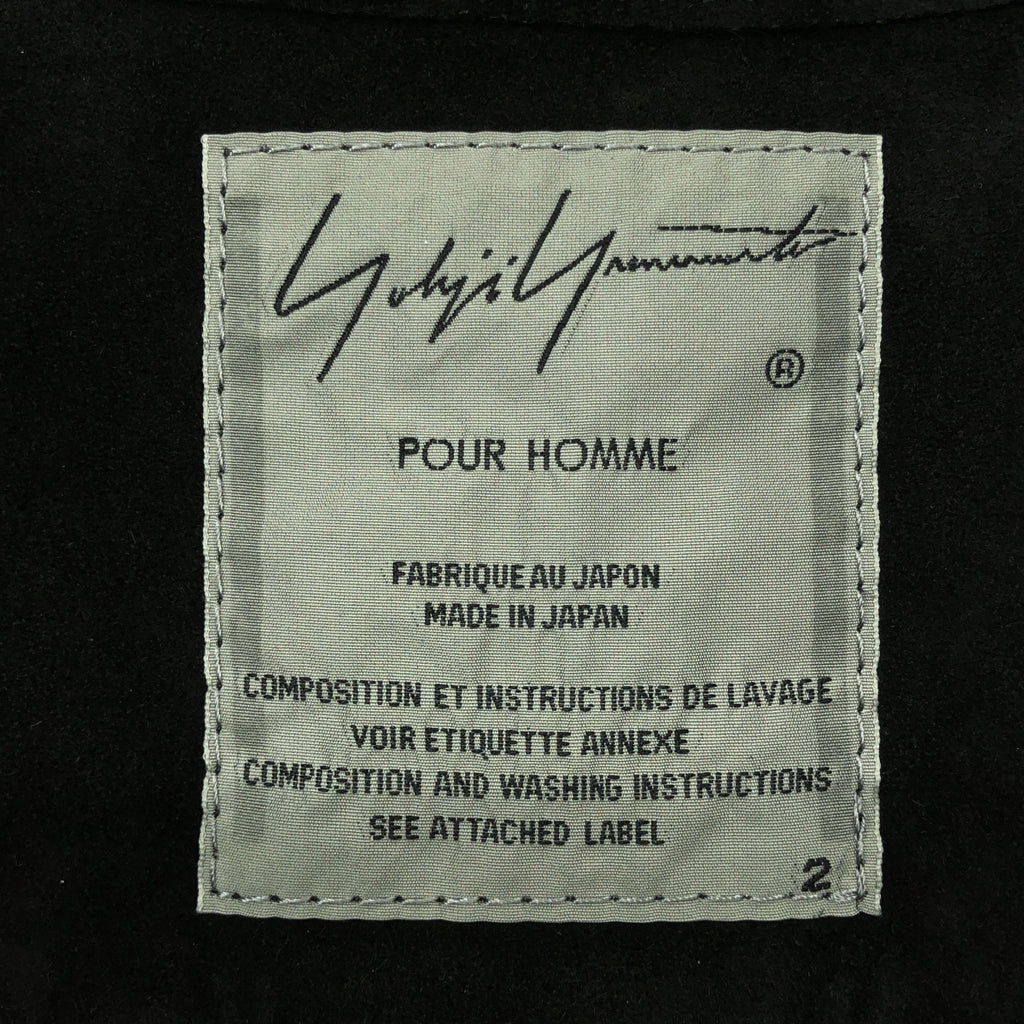 Yohji Yamamoto
®
POUR HOMME
FABRIQUE AU JAPON
MADE IN JAPAN
COMPOSITION ET INSTRUCTIONS DE LAVAGE
VOIR ETIQUETTE ANNEXE
COMPOSITION AND WASHING INSTRUCTIONS
SEE ATTACHED LABEL
2